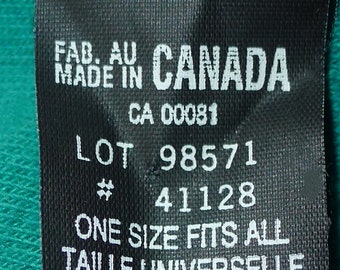 FAB. AU
MADE IN CANADA
CA 00081
LOT 98571
# 41128
ONE SIZE FITS ALL
TAILLE UNIVERSELLE